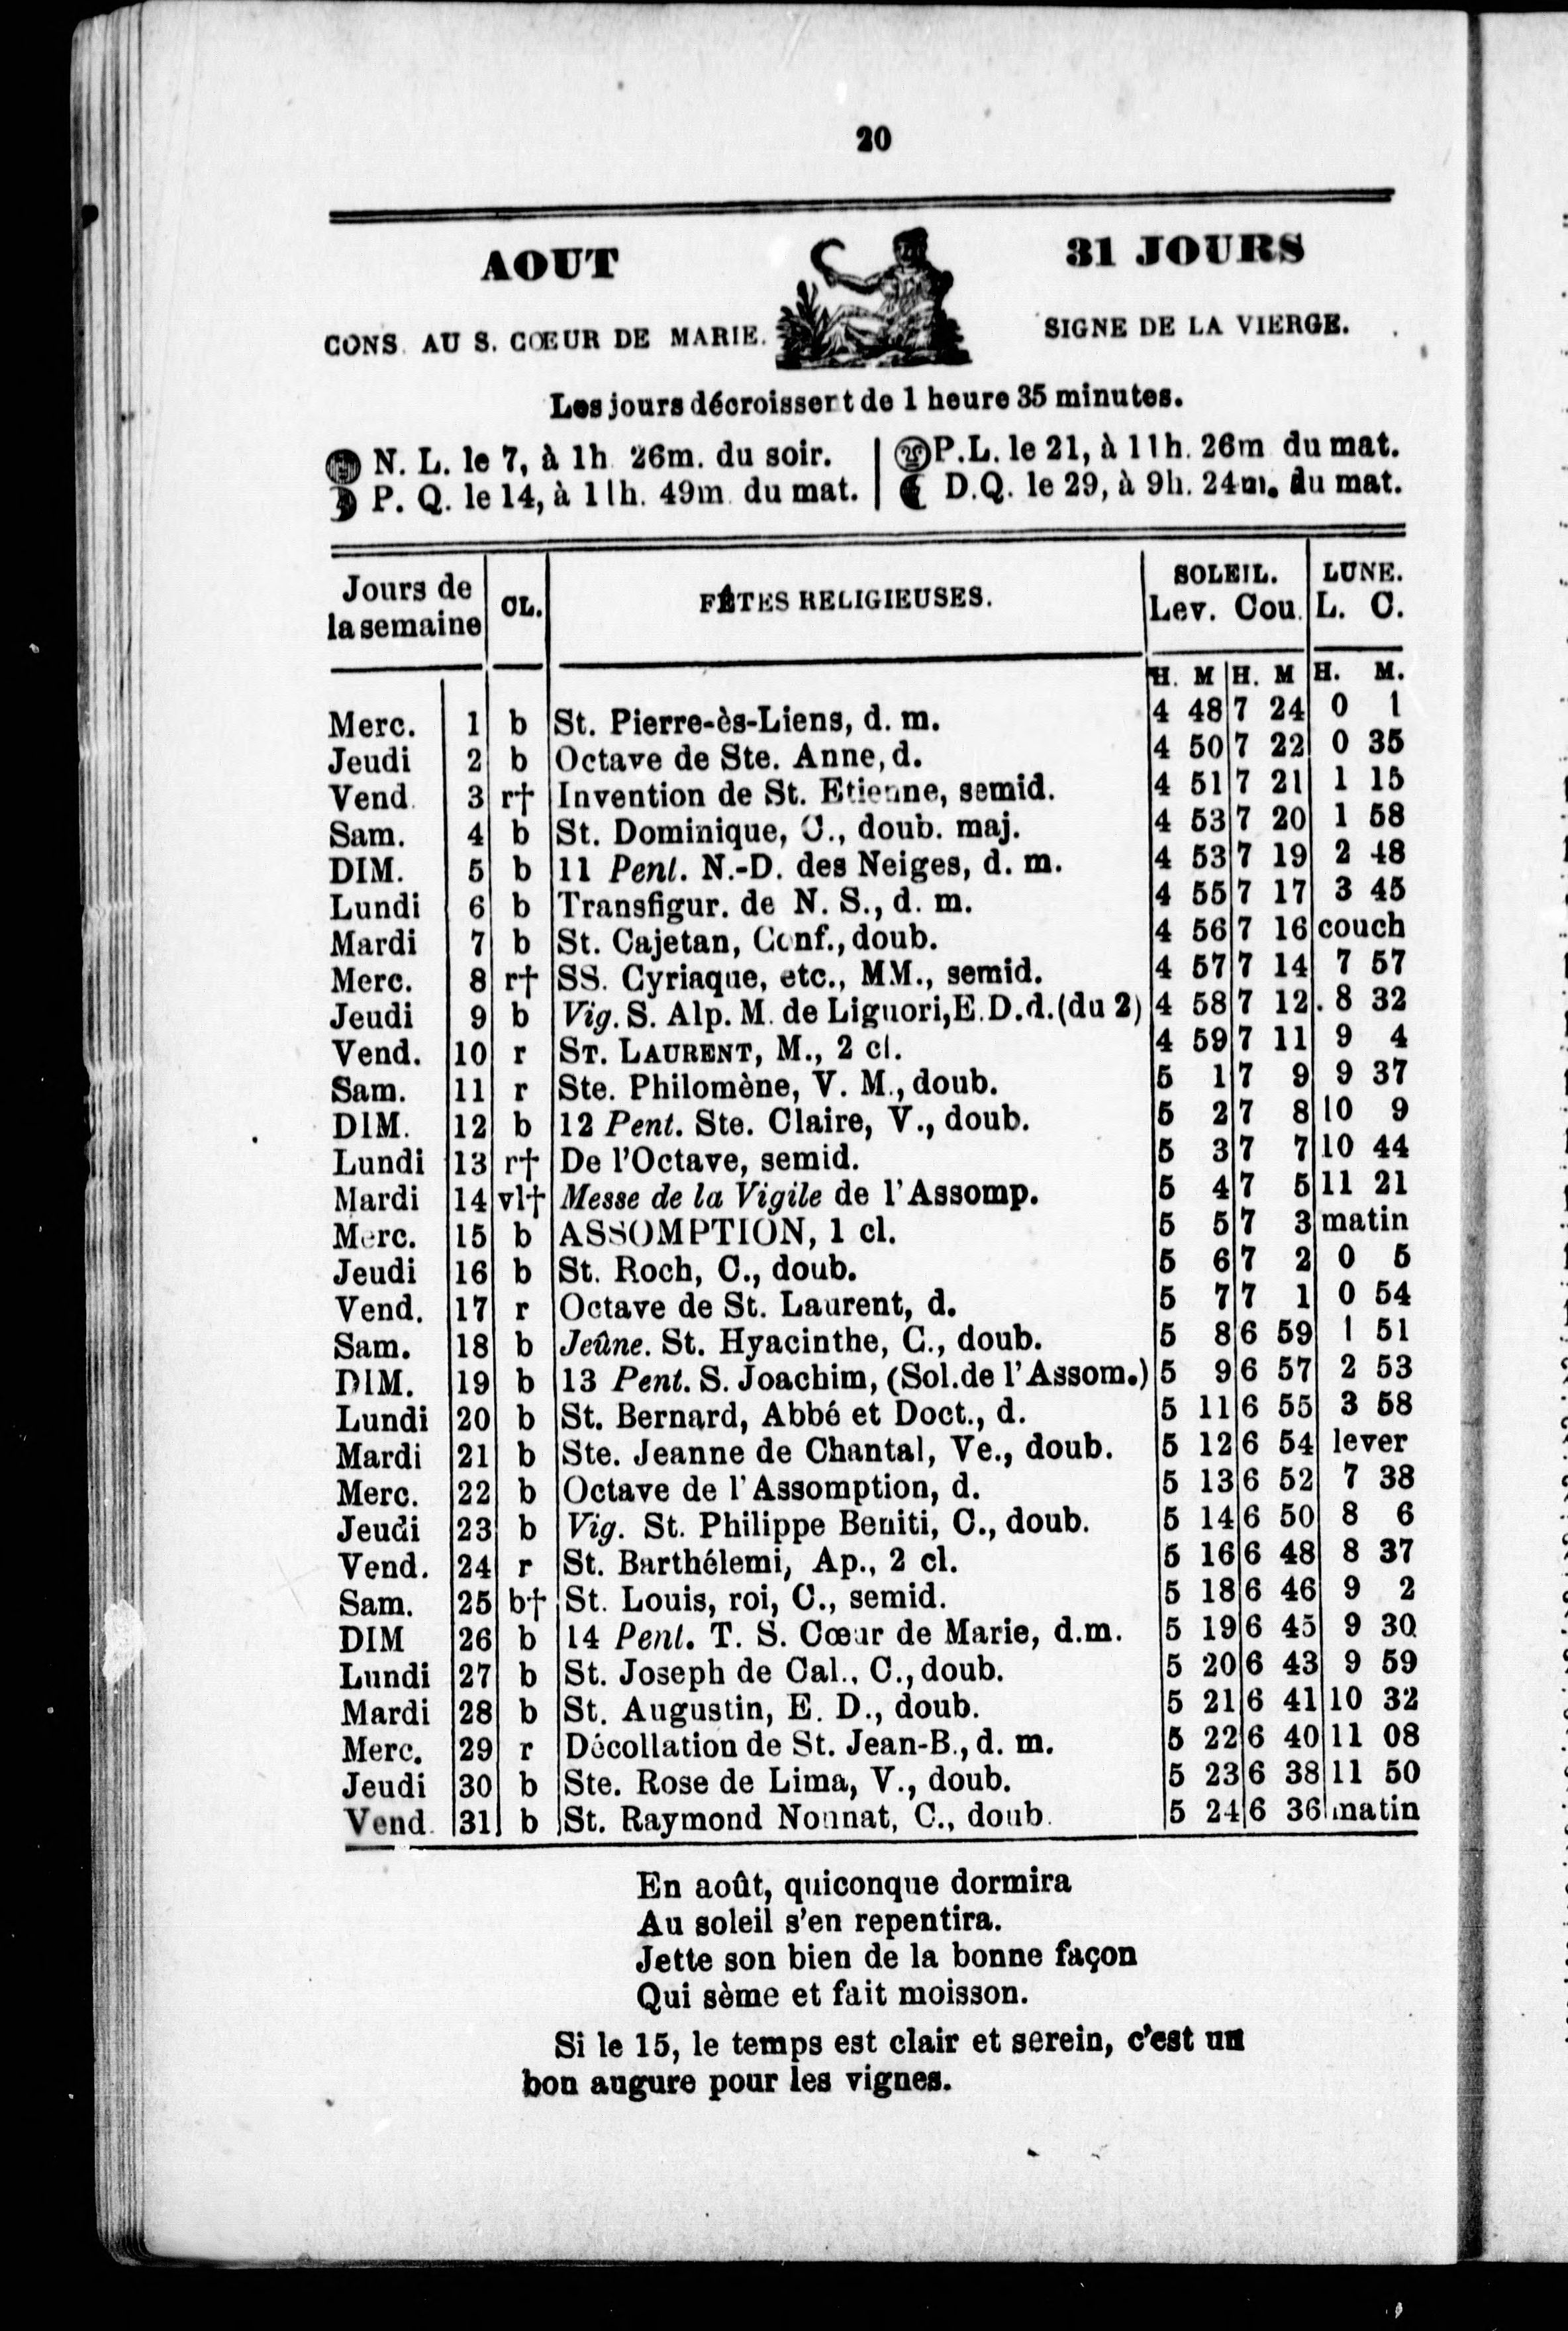 20
AOUT
31 JOURS
CONS. AU S. CŒUR DE MARIE.
SIGNE DE LA VIERGE.
Les jours décroissent de 1 heure 35 minutes.
N. L. le 7, à 1h 26m. du soir.
P. Q. le 14, à 11h. 49m. du mat.
P.L. le 21, à 11h. 26m du mat.
D.Q. le 29, à 9h. 24m. du mat.
Jours de la semaine | CL. | FÊTES RELIGIEUSES. | SOLEIL. Lev. Cou. | LUNE. L. C.
H. M H. M H. M.
Merc. 1 b St. Pierre-ès-Liens, d. m. 4 48 7 24 0 1
Jeudi 2 b Octave de Ste. Anne, d. 4 50 7 22 0 35
Vend. 3 r† Invention de St. Etienne, semid. 4 51 7 21 1 15
Sam. 4 b St. Dominique, C., doub. maj. 4 53 7 20 1 58
DIM. 5 b 11 Pent. N.-D. des Neiges, d. m. 4 53 7 19 2 48
Lundi 6 b Transfigur. de N. S., d. m. 4 55 7 17 3 45
Mardi 7 b St. Cajetan, Conf., doub. 4 56 7 16 couch
Merc. 8 r† SS. Cyriaque, etc., MM., semid. 4 57 7 14 7 57
Jeudi 9 b Vig. S. Alp. M. de Liguori, E.D.d. (du 2) 4 58 7 12 8 32
Vend. 10 r ST. LAURENT, M., 2 cl. 4 59 7 11 9 4
Sam. 11 r Ste. Philomène, V. M., doub. 5 1 7 9 9 37
DIM. 12 b 12 Pent. Ste. Claire, V., doub. 5 2 7 8 10 9
Lundi 13 r† De l'Octave, semid. 5 3 7 7 10 44
Mardi 14 vl† Messe de la Vigile de l'Assomp. 5 4 7 5 11 21
Merc. 15 b ASSOMPTION, 1 cl. 5 5 7 3 matin
Jeudi 16 b St. Roch, C., doub. 5 6 7 2 0 5
Vend. 17 r Octave de St. Laurent, d. 5 7 7 1 0 54
Sam. 18 b Jeûne. St. Hyacinthe, C., doub. 5 8 6 59 1 51
DIM. 19 b 13 Pent. S. Joachim, (Sol. de l'Assom.) 5 9 6 57 2 53
Lundi 20 b St. Bernard, Abbé et Doct., d. 5 11 6 55 3 58
Mardi 21 b Ste. Jeanne de Chantal, Ve., doub. 5 12 6 54 lever
Merc. 22 b Octave de l'Assomption, d. 5 13 6 52 7 38
Jeudi 23 b Vig. St. Philippe Beniti, C., doub. 5 14 6 50 8 6
Vend. 24 r St. Barthélemi, Ap., 2 cl. 5 16 6 48 8 37
Sam. 25 b† St. Louis, roi, C., semid. 5 18 6 46 9 2
DIM 26 b 14 Pent. T. S. Cœur de Marie, d.m. 5 19 6 45 9 30
Lundi 27 b St. Joseph de Cal., C., doub. 5 20 6 43 9 59
Mardi 28 b St. Augustin, E. D., doub. 5 21 6 41 10 32
Merc. 29 r Décollation de St. Jean-B., d. m. 5 22 6 40 11 08
Jeudi 30 b Ste. Rose de Lima, V., doub. 5 23 6 38 11 50
Vend. 31 b St. Raymond Nonnat, C., doub. 5 24 6 36 matin
En août, quiconque dormira
Au soleil s'en repentira.
Jette son bien de la bonne façon
Qui sème et fait moisson.
Si le 15, le temps est clair et serein, c'est un
bon augure pour les vignes.